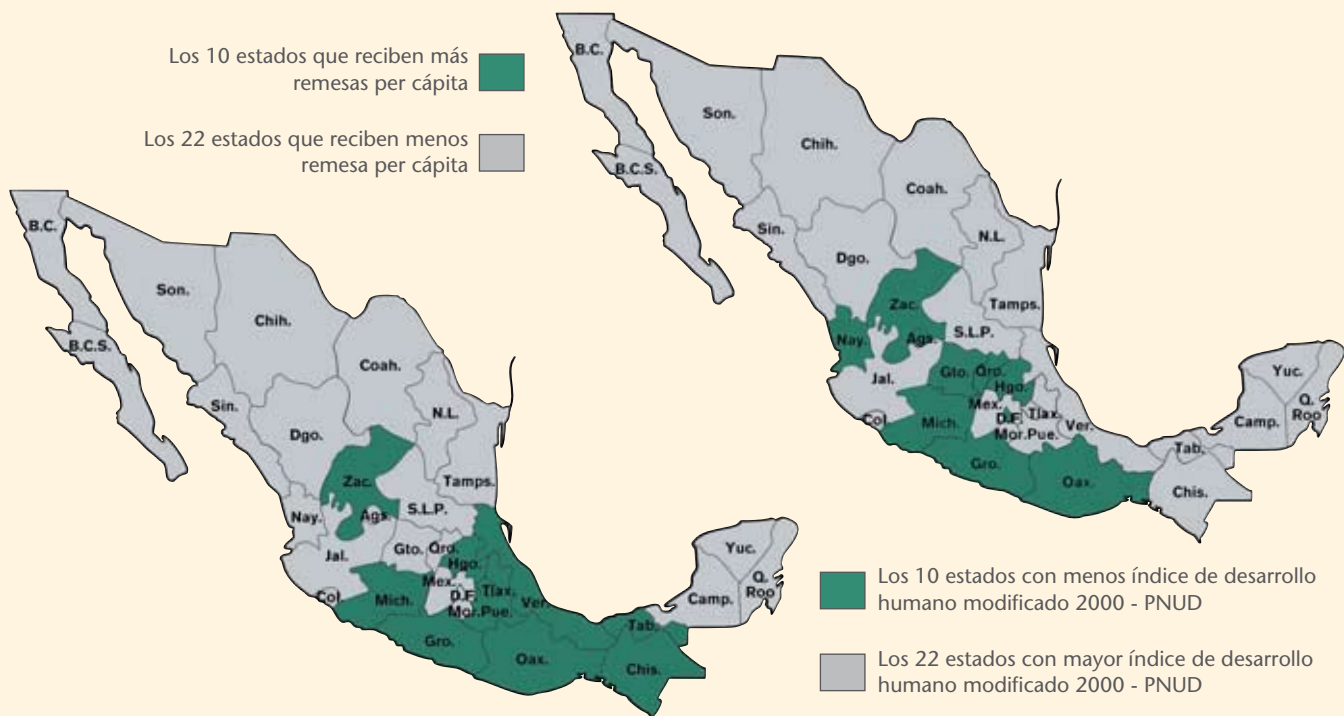 Los 10 estados que reciben más
remesas per cápita
Los 22 estados que reciben menos
remesa per cápita
B.C.
Son.
Chih.
B.C.S.
Coah.
Sin.
N.L.
Dgo.
Tamps.
Zac.
S.L.P.
Nay.
Ags.
Jal.
Gto.
Qro.
Hgo.
Col.
Mich.
Mex.
D.F.
Tlax.
Mor.
Pue.
Ver.
Gro.
Oax.
Tab.
Chis.
Camp.
Yuc.
Q.
Roo
B.C.
Son.
Chih.
B.C.S.
Coah.
Sin.
N.L.
Dgo.
Tamps.
Zac.
S.L.P.
Nay.
Ags.
Jal.
Gto.
Qro.
Hgo.
Col.
Mich.
Mex.
D.F.
Tlax.
Mor.
Pue.
Ver.
Gro.
Oax.
Tab.
Chis.
Camp.
Yuc.
Q.
Roo
Los 10 estados con menos índice de desarrollo
humano modificado 2000 - PNUD
Los 22 estados con mayor índice de desarrollo
humano modificado 2000 - PNUD